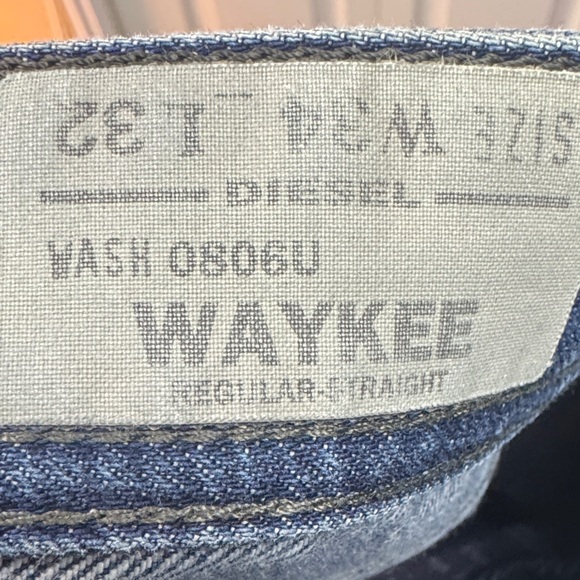 SIZE W34 L32
DIESEL
WASH 0806U
WAYKEE
REGULAR-STRAIGHT